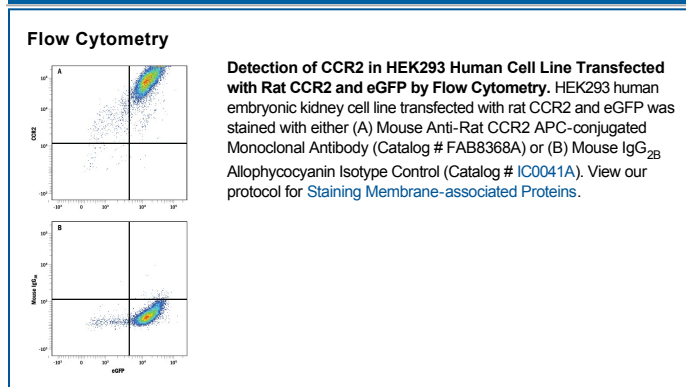 Flow Cytometry
Detection of CCR2 in HEK293 Human Cell Line Transfected
with Rat CCR2 and eGFP by Flow Cytometry. HEK293 human
embryonic kidney cell line transfected with rat CCR2 and eGFP was
stained with either (A) Mouse Anti-Rat CCR2 APC-conjugated
Monoclonal Antibody (Catalog # FAB8368A) or (B) Mouse IgG2B
Allophycocyanin Isotype Control (Catalog # IC0041A). View our
protocol for Staining Membrane-associated Proteins.
A
CCR2
B
Mouse IgG2B
eGFP